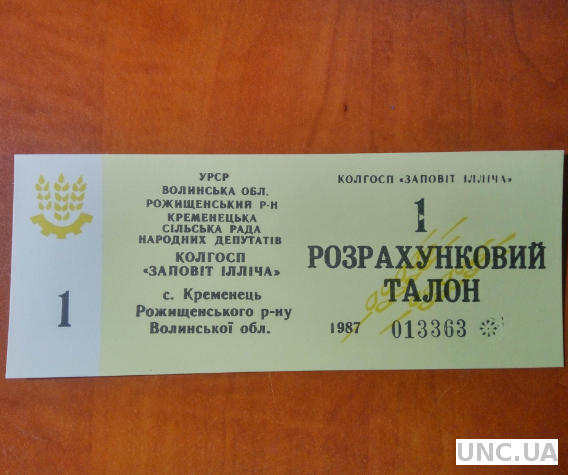 1
УРСР
ВОЛИНСЬКА ОБЛ.
РОЖИЩЕНСЬКИЙ Р-Н
КРЕМЕНЕЦЬКА
СІЛЬСЬКА РАДА
НАРОДНИХ ДЕПУТАТІВ
КОЛГОСП
«ЗАПОВІТ ІЛЛІЧА»
с. Кременець
Рожищенського р-ну
Волинської обл.
КОЛГОСП «ЗАПОВІТ ІЛЛІЧА»
1
РОЗРАХУНКОВИЙ
ТАЛОН
1987 013363
UNC.UA